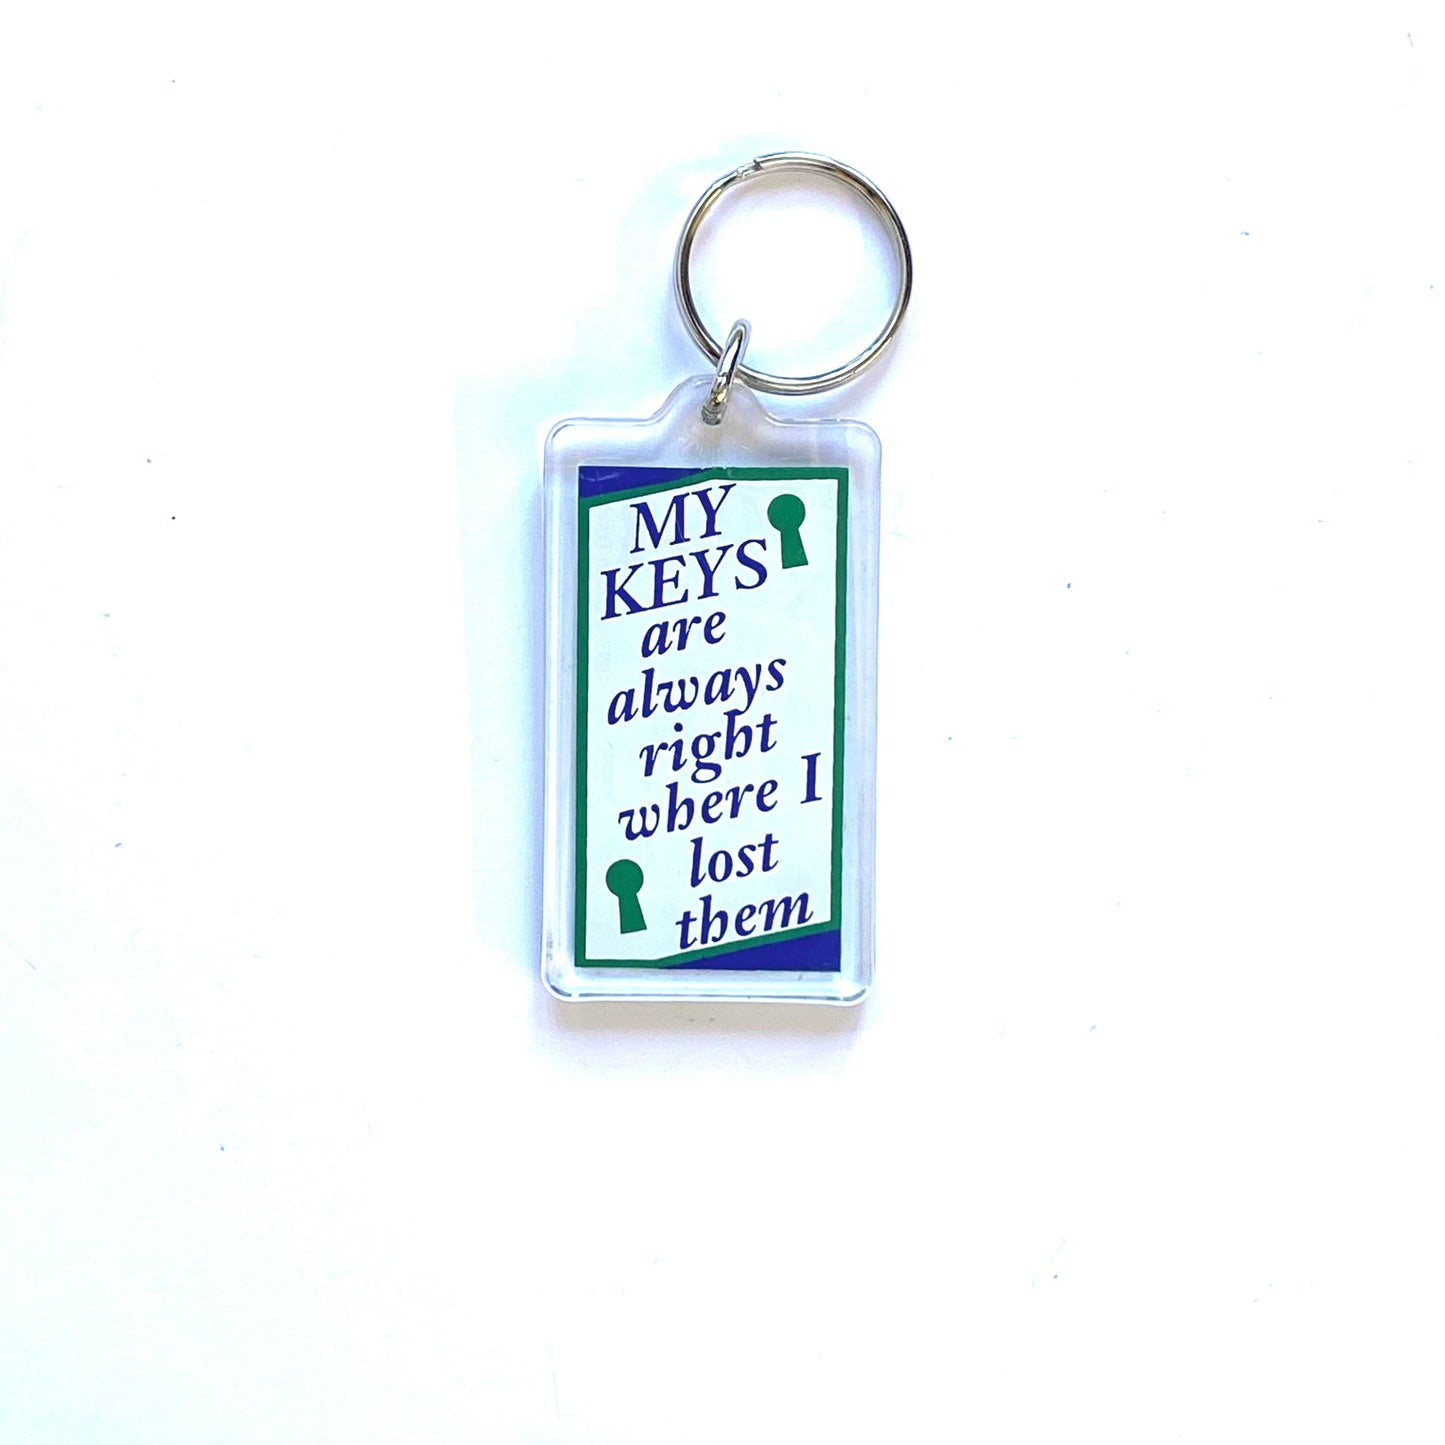 MY
KEYS
are
always
right
where I
lost
them